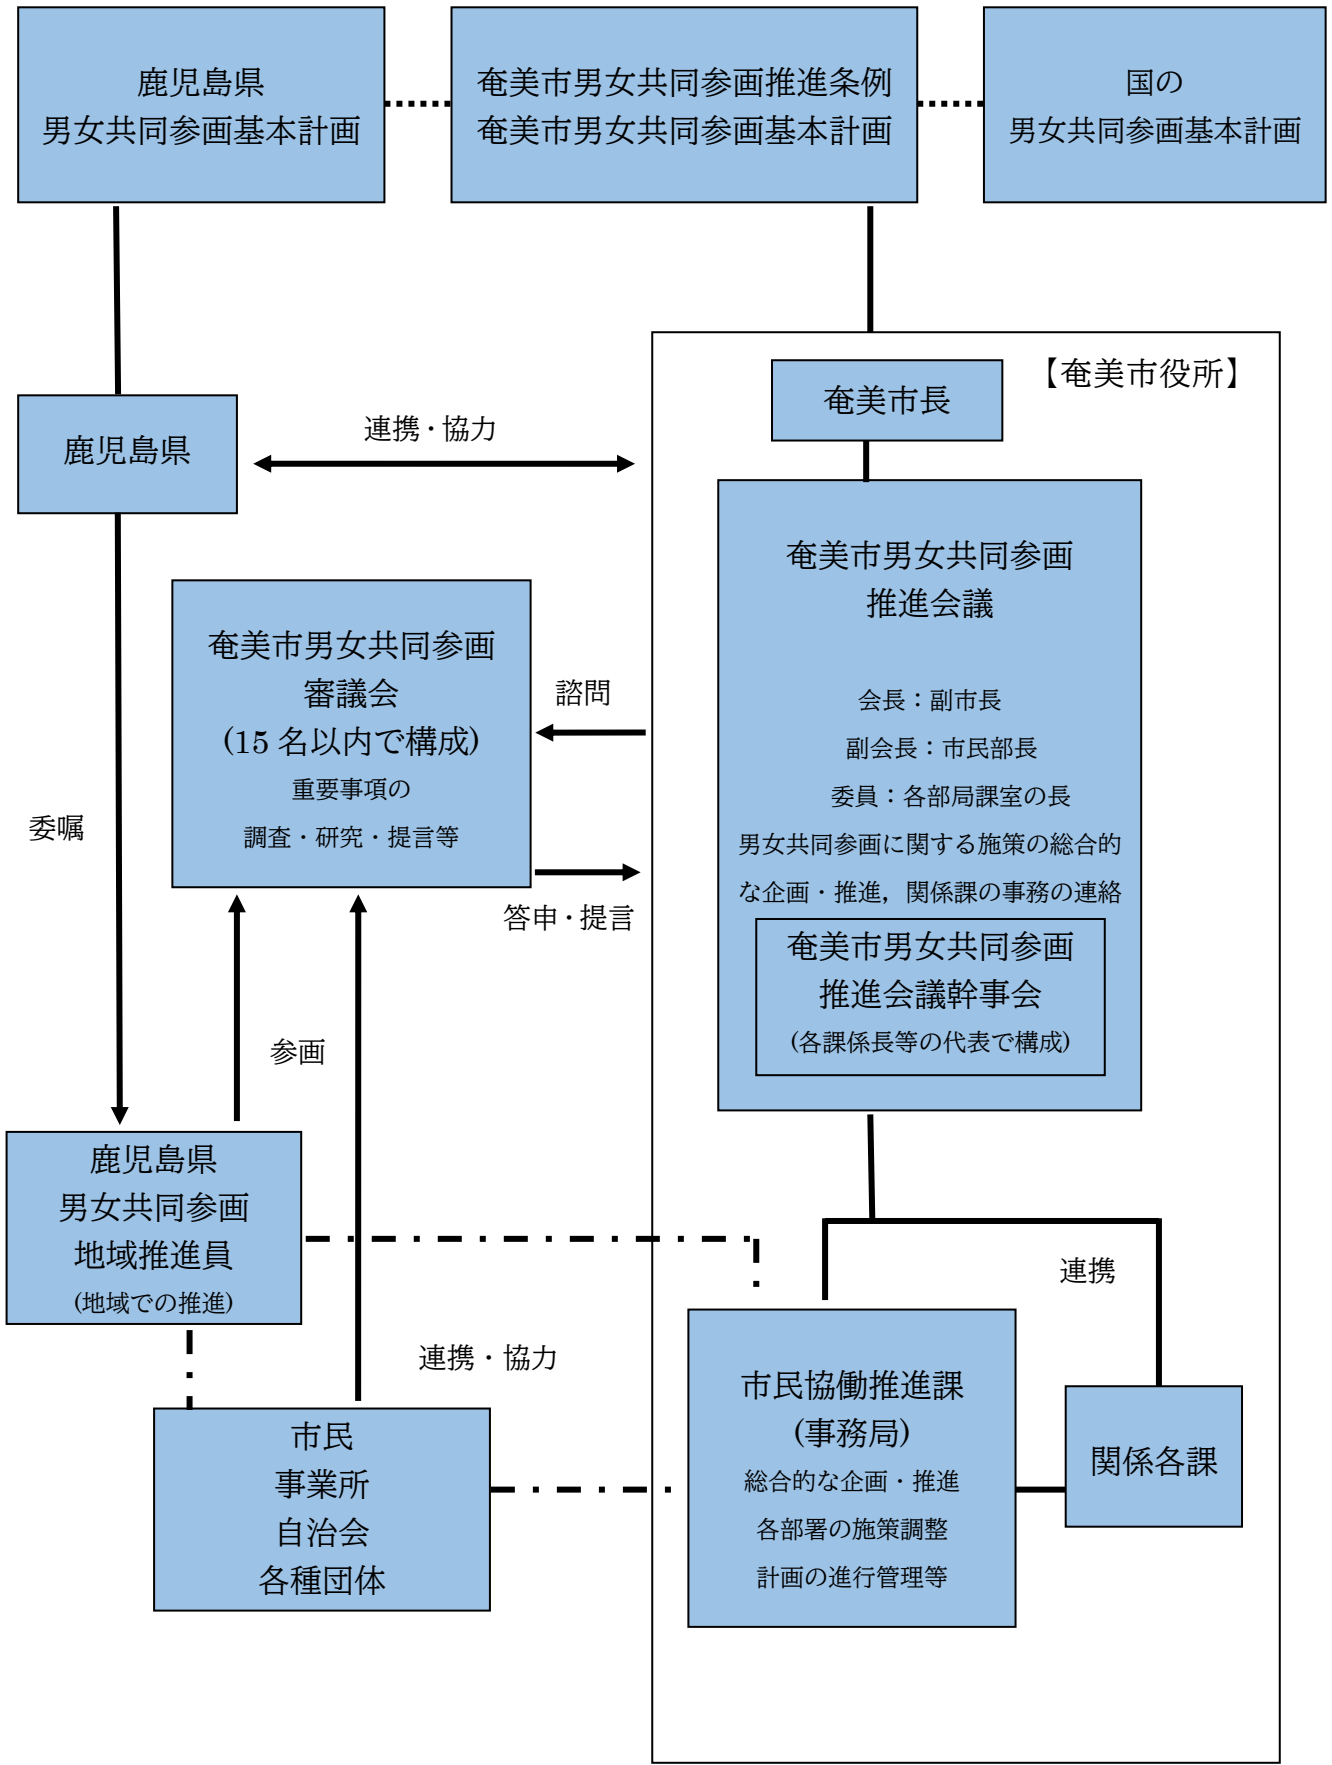 鹿児島県
男女共同参画基本計画
奄美市男女共同参画推進条例
奄美市男女共同参画基本計画
国の
男女共同参画基本計画
【奄美市役所】
奄美市長
鹿児島県
連携・協力
奄美市男女共同参画
推進会議
会長：副市長
副会長：市民部長
委員：各部局課室の長
男女共同参画に関する施策の総合的
な企画・推進，関係課の事務の連絡
奄美市男女共同参画
推進会議幹事会
(各課係長等の代表で構成)
奄美市男女共同参画
審議会
(15 名以内で構成)
重要事項の
調査・研究・提言等
諮問
答申・提言
委嘱
参画
鹿児島県
男女共同参画
地域推進員
(地域での推進)
連携・協力
連携
市民
事業所
自治会
各種団体
市民協働推進課
(事務局)
総合的な企画・推進
各部署の施策調整
計画の進行管理等
関係各課